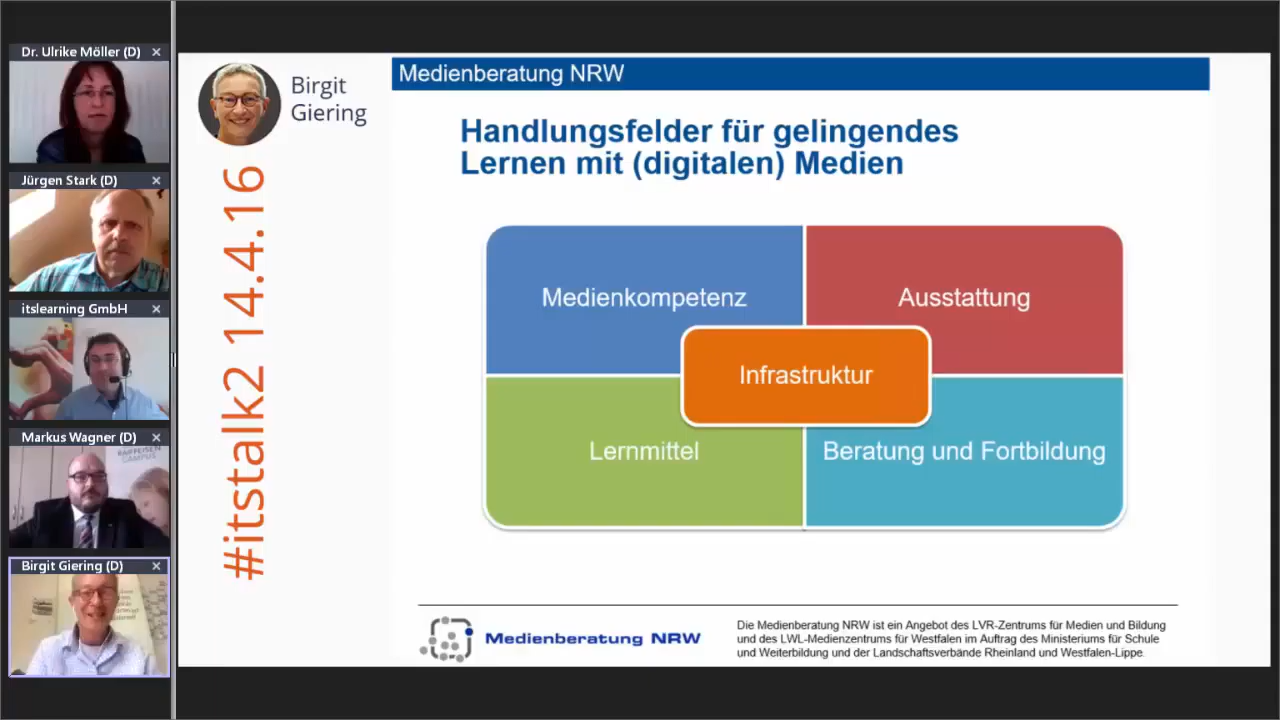 Dr. Ulrike Möller (D)
Jürgen Stark (D)
itslearning GmbH
Markus Wagner (D)
RAIFFEISEN
CAMPUS
Birgit Giering (D)
Birgit
Giering
#itstalk2 14.4.16
Medienberatung NRW
Handlungsfelder für gelingendes
Lernen mit (digitalen) Medien
Medienkompetenz
Ausstattung
Infrastruktur
Lernmittel
Beratung und Fortbildung
Medienberatung NRW
Die Medienberatung NRW ist ein Angebot des LVR-Zentrums für Medien und Bildung
und des LWL-Medienzentrums für Westfalen im Auftrag des Ministeriums für Schule
und Weiterbildung und der Landschaftsverbände Rheinland und Westfalen-Lippe.